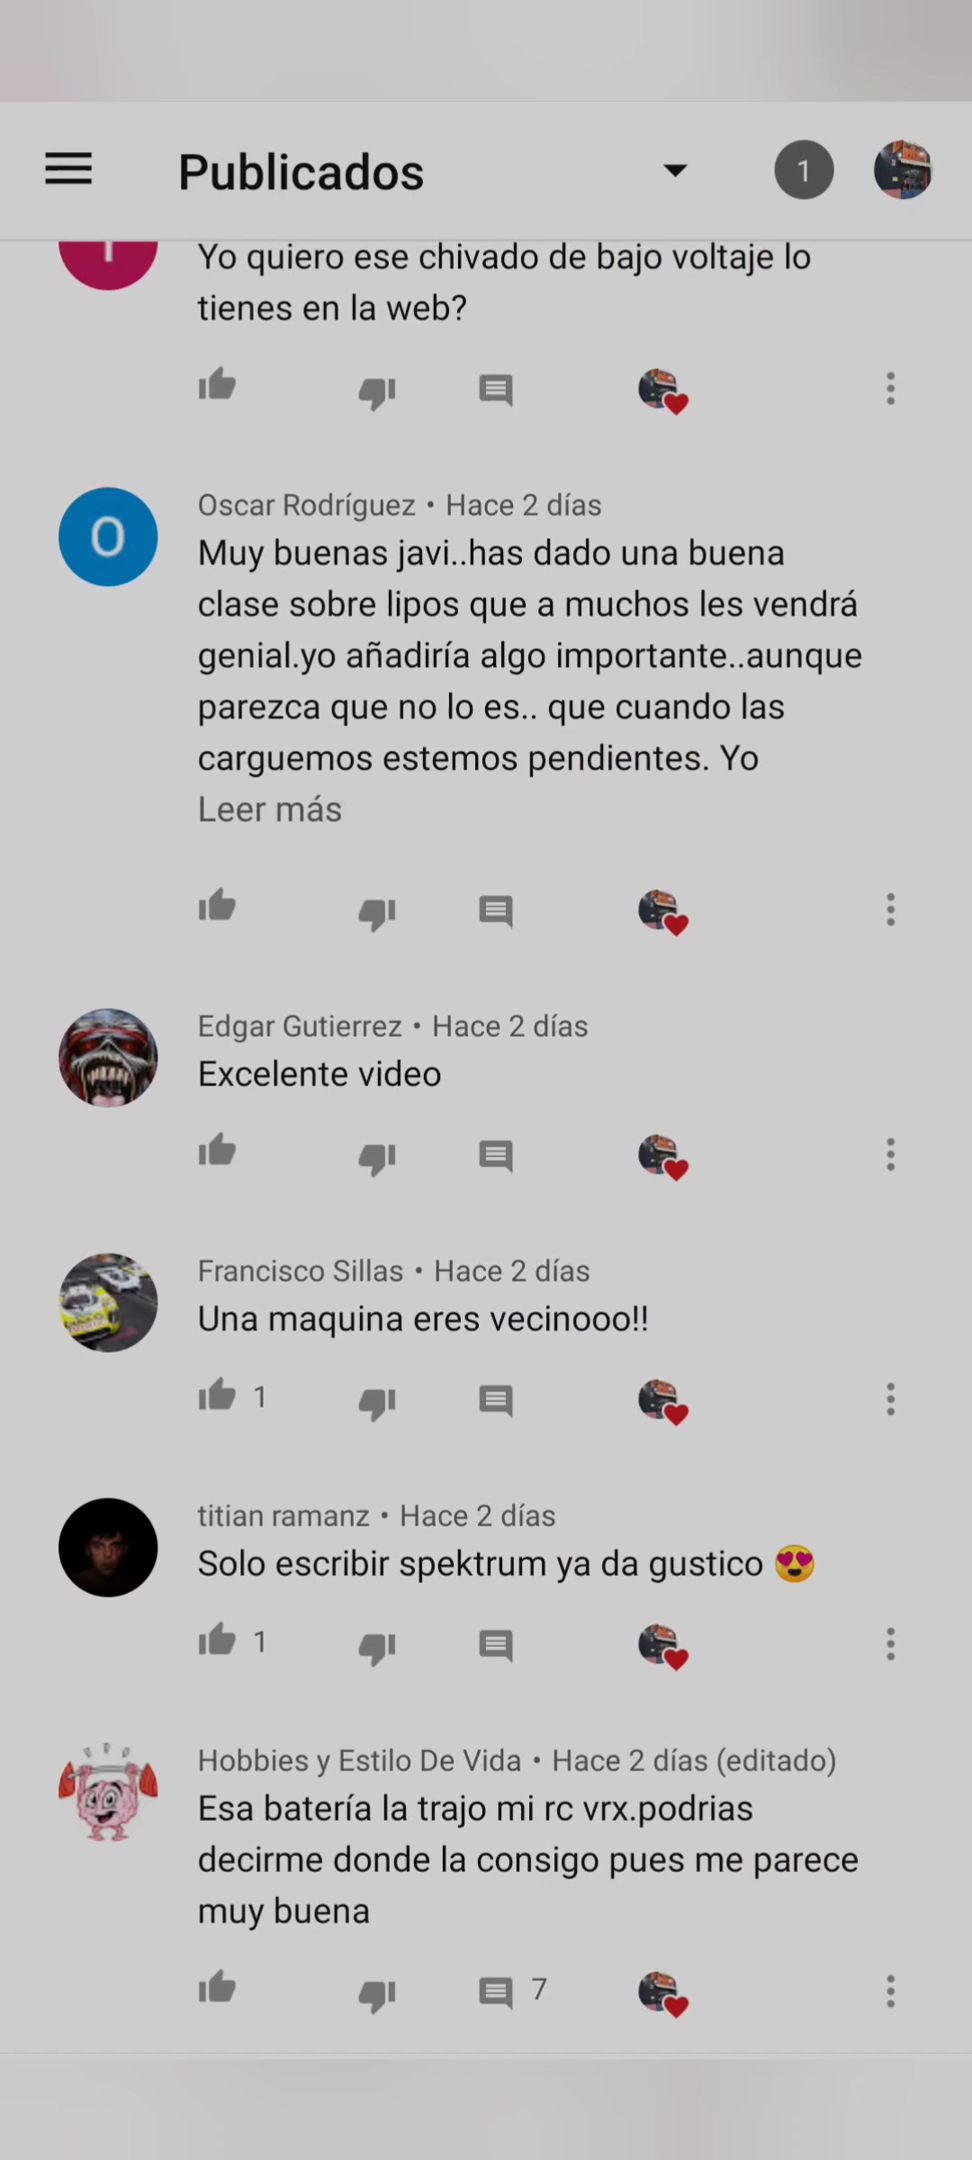 Publicados
1
Yo quiero ese chivado de bajo voltaje lo
tienes en la web?
O
Oscar Rodríguez • Hace 2 días
Muy buenas javi..has dado una buena
clase sobre lipos que a muchos les vendrá
genial.yo añadiría algo importante..aunque
parezca que no lo es.. que cuando las
carguemos estemos pendientes. Yo
Leer más
Edgar Gutierrez • Hace 2 días
Excelente video
Francisco Sillas • Hace 2 días
Una maquina eres vecinooo!!
1
titian ramanz • Hace 2 días
Solo escribir spektrum ya da gustico 😍
1
Hobbies y Estilo De Vida • Hace 2 días (editado)
Esa batería la trajo mi rc vrx.podrias
decirme donde la consigo pues me parece
muy buena
7